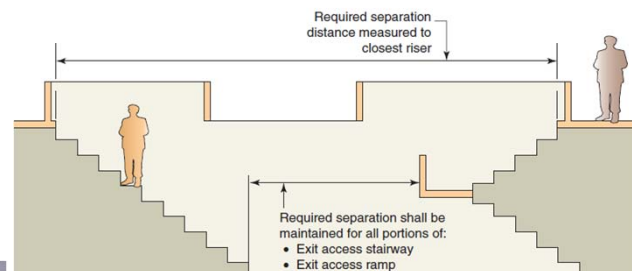 Required separation
distance measured to
closest riser
Required separation shall be
maintained for all portions of:
• Exit access stairway
• Exit access ramp